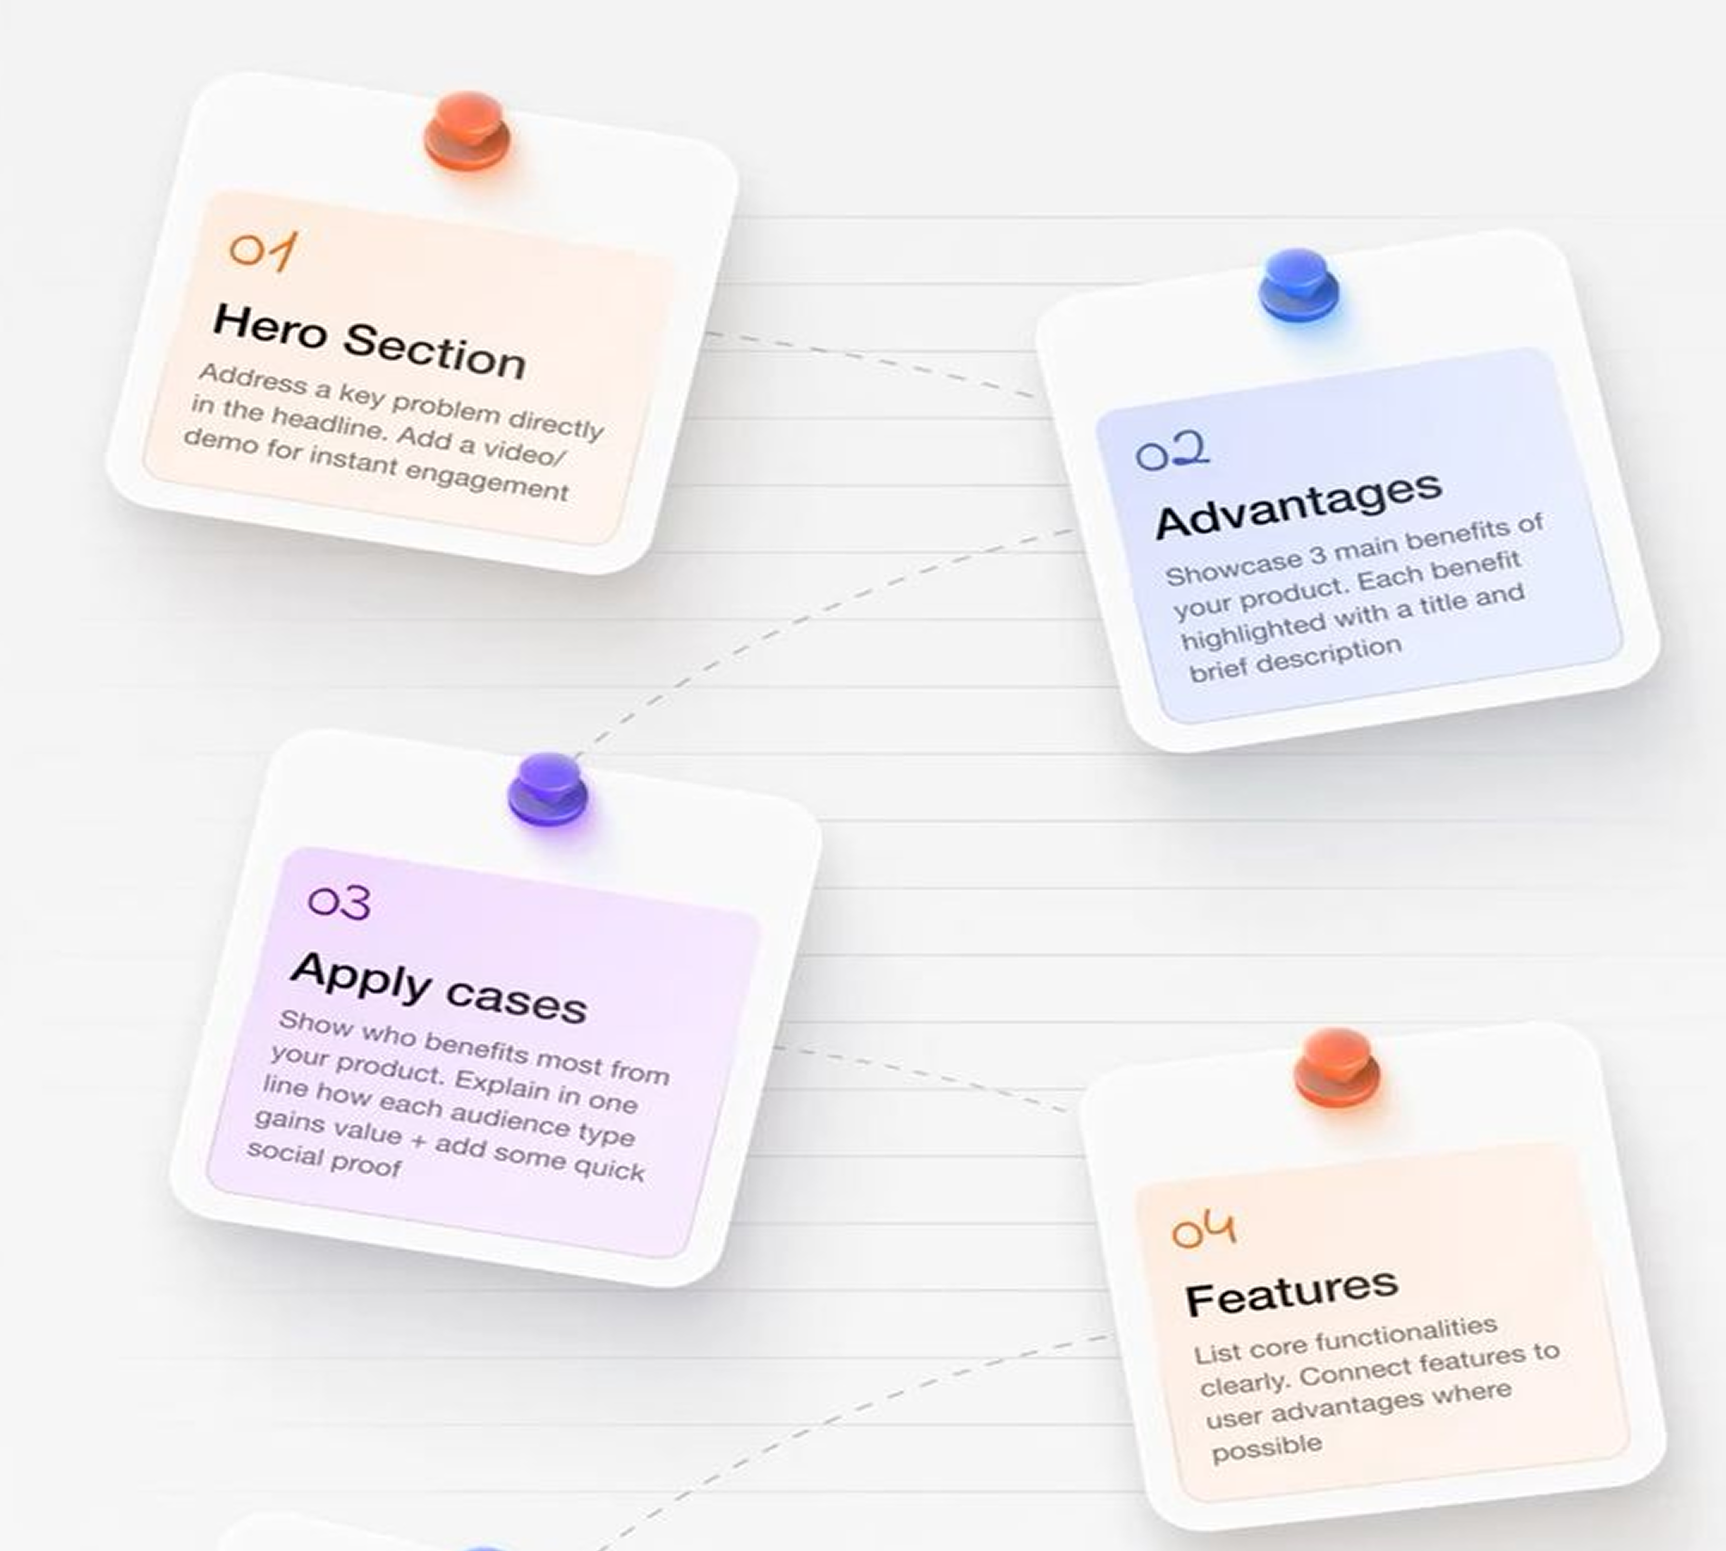 01
Hero Section
Address a key problem directly
in the headline. Add a video/
demo for instant engagement
02
Advantages
Showcase 3 main benefits of
your product. Each benefit
highlighted with a title and
brief description
03
Apply cases
Show who benefits most from
your product. Explain in one
line how each audience type
gains value + add some quick
social proof
04
Features
List core functionalities
clearly. Connect features to
user advantages where
possible